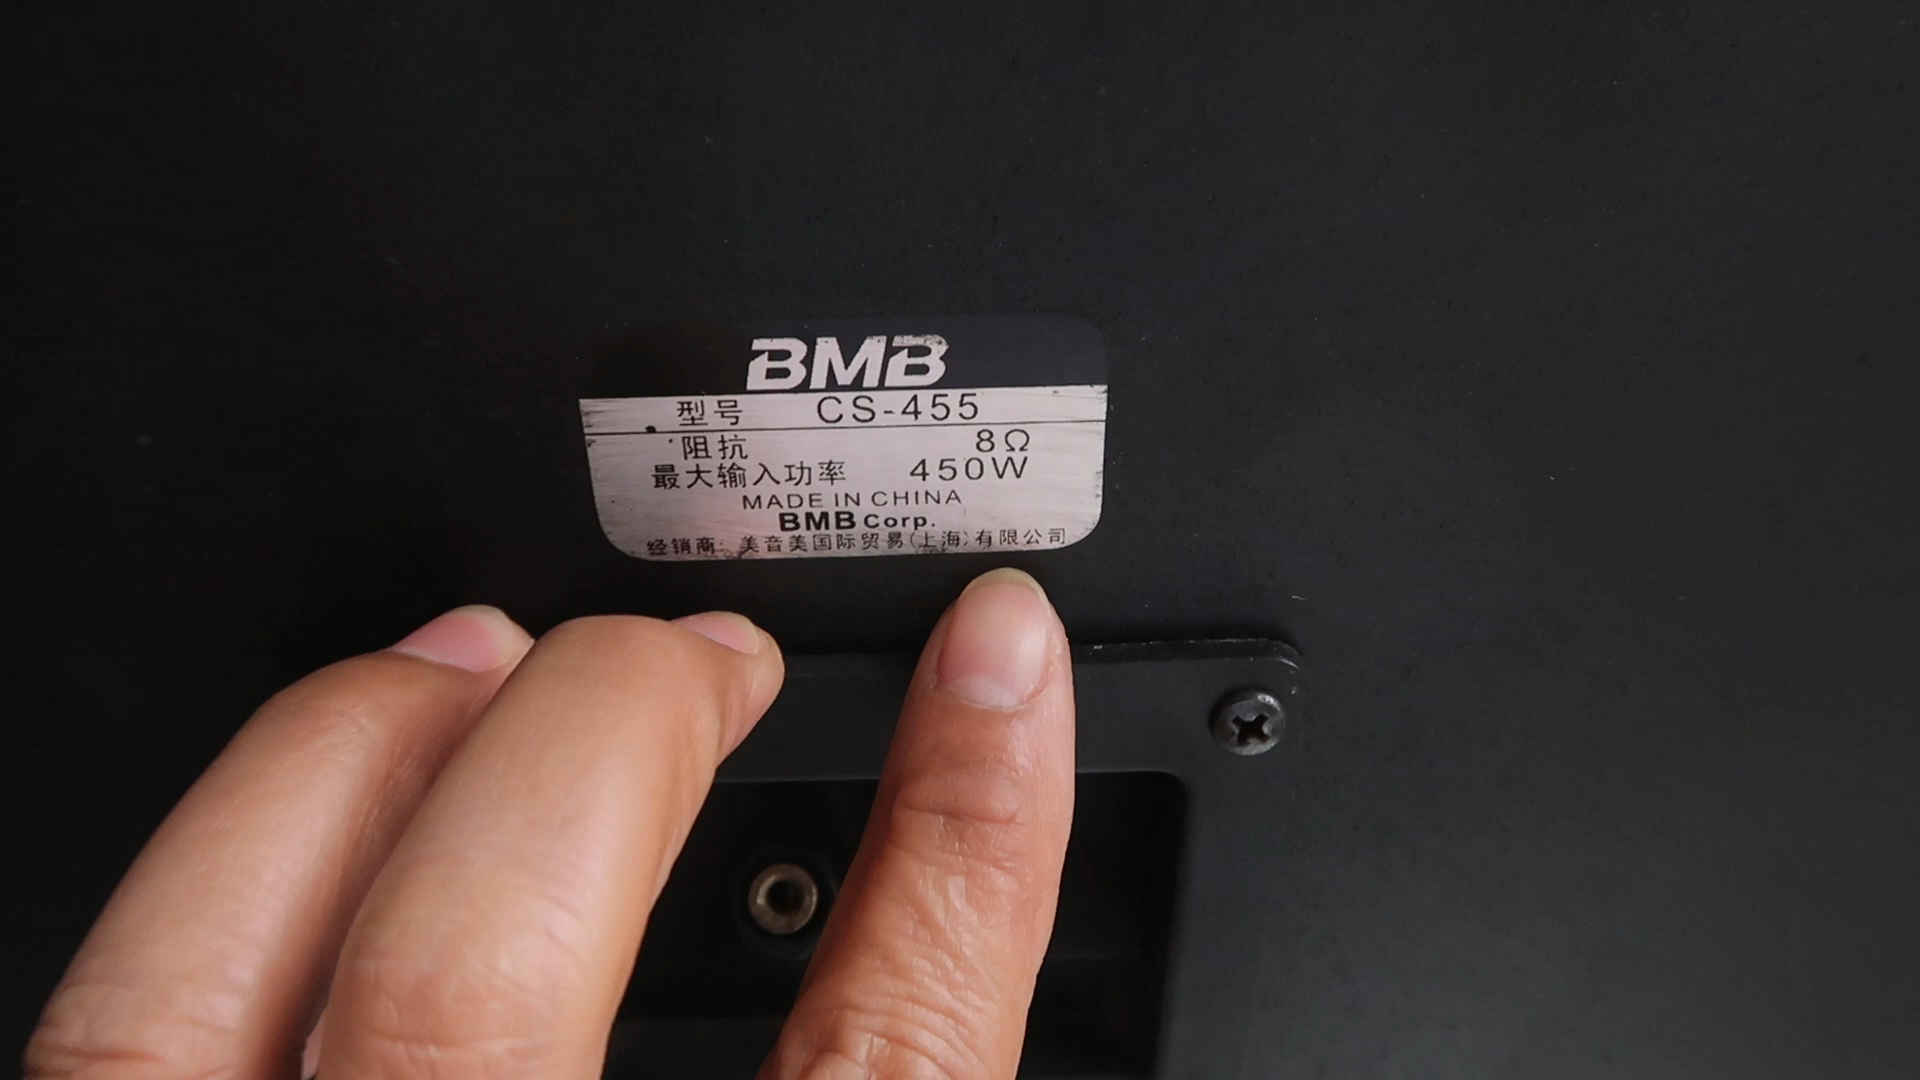 BMB
型号 CS-455
阻抗 8Ω
最大输入功率 450W
MADE IN CHINA
BMB Corp.
经销商: 美音美国际贸易(上海)有限公司